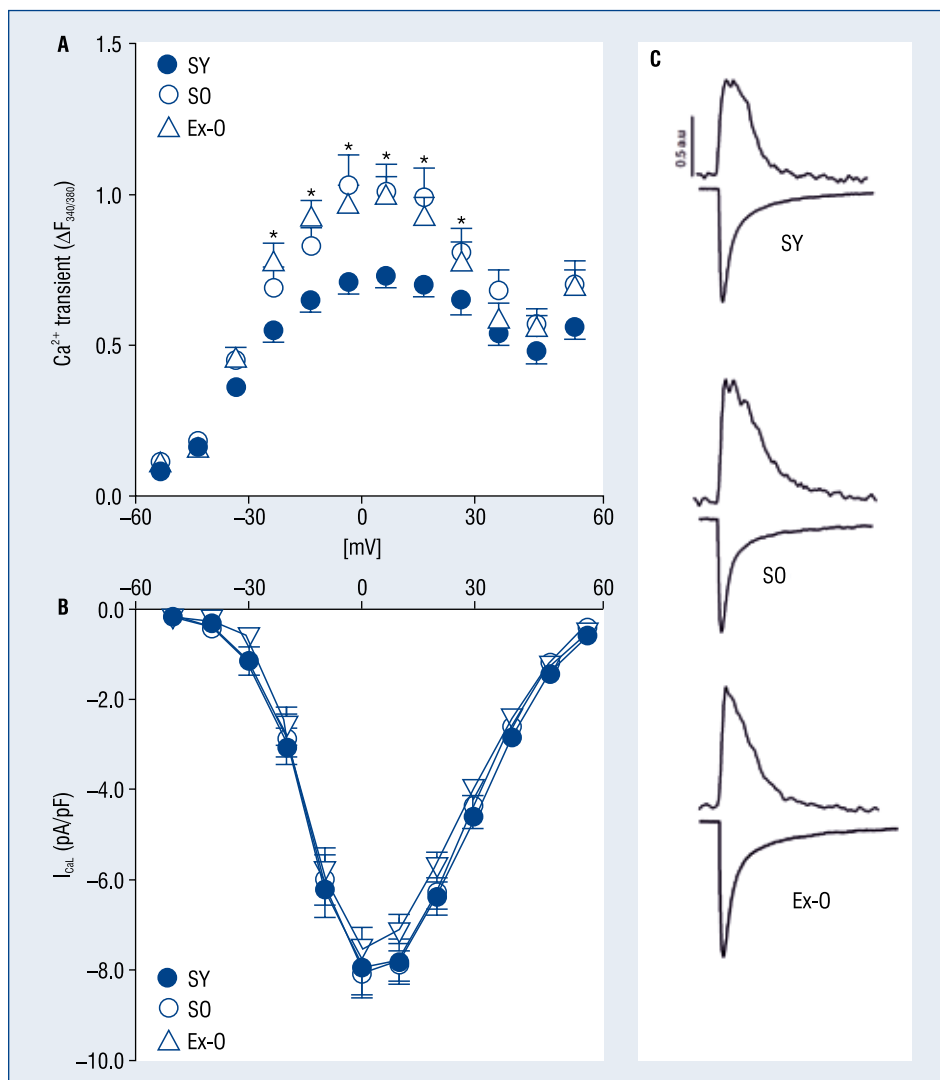 A
1.5
SY
SO
Ex-O
Ca2+ transient (ΔF340/380)
1.0
0.5
0.0
* * * * * * *
–60 –30 0 30 60
[mV]
–60 –30 0 30 60
B
0.0
–2.0
–4.0
–6.0
–8.0
–10.0
ICaL (pA/pF)
SY
SO
Ex-O
C
0.5 a.u
SY
SO
Ex-O